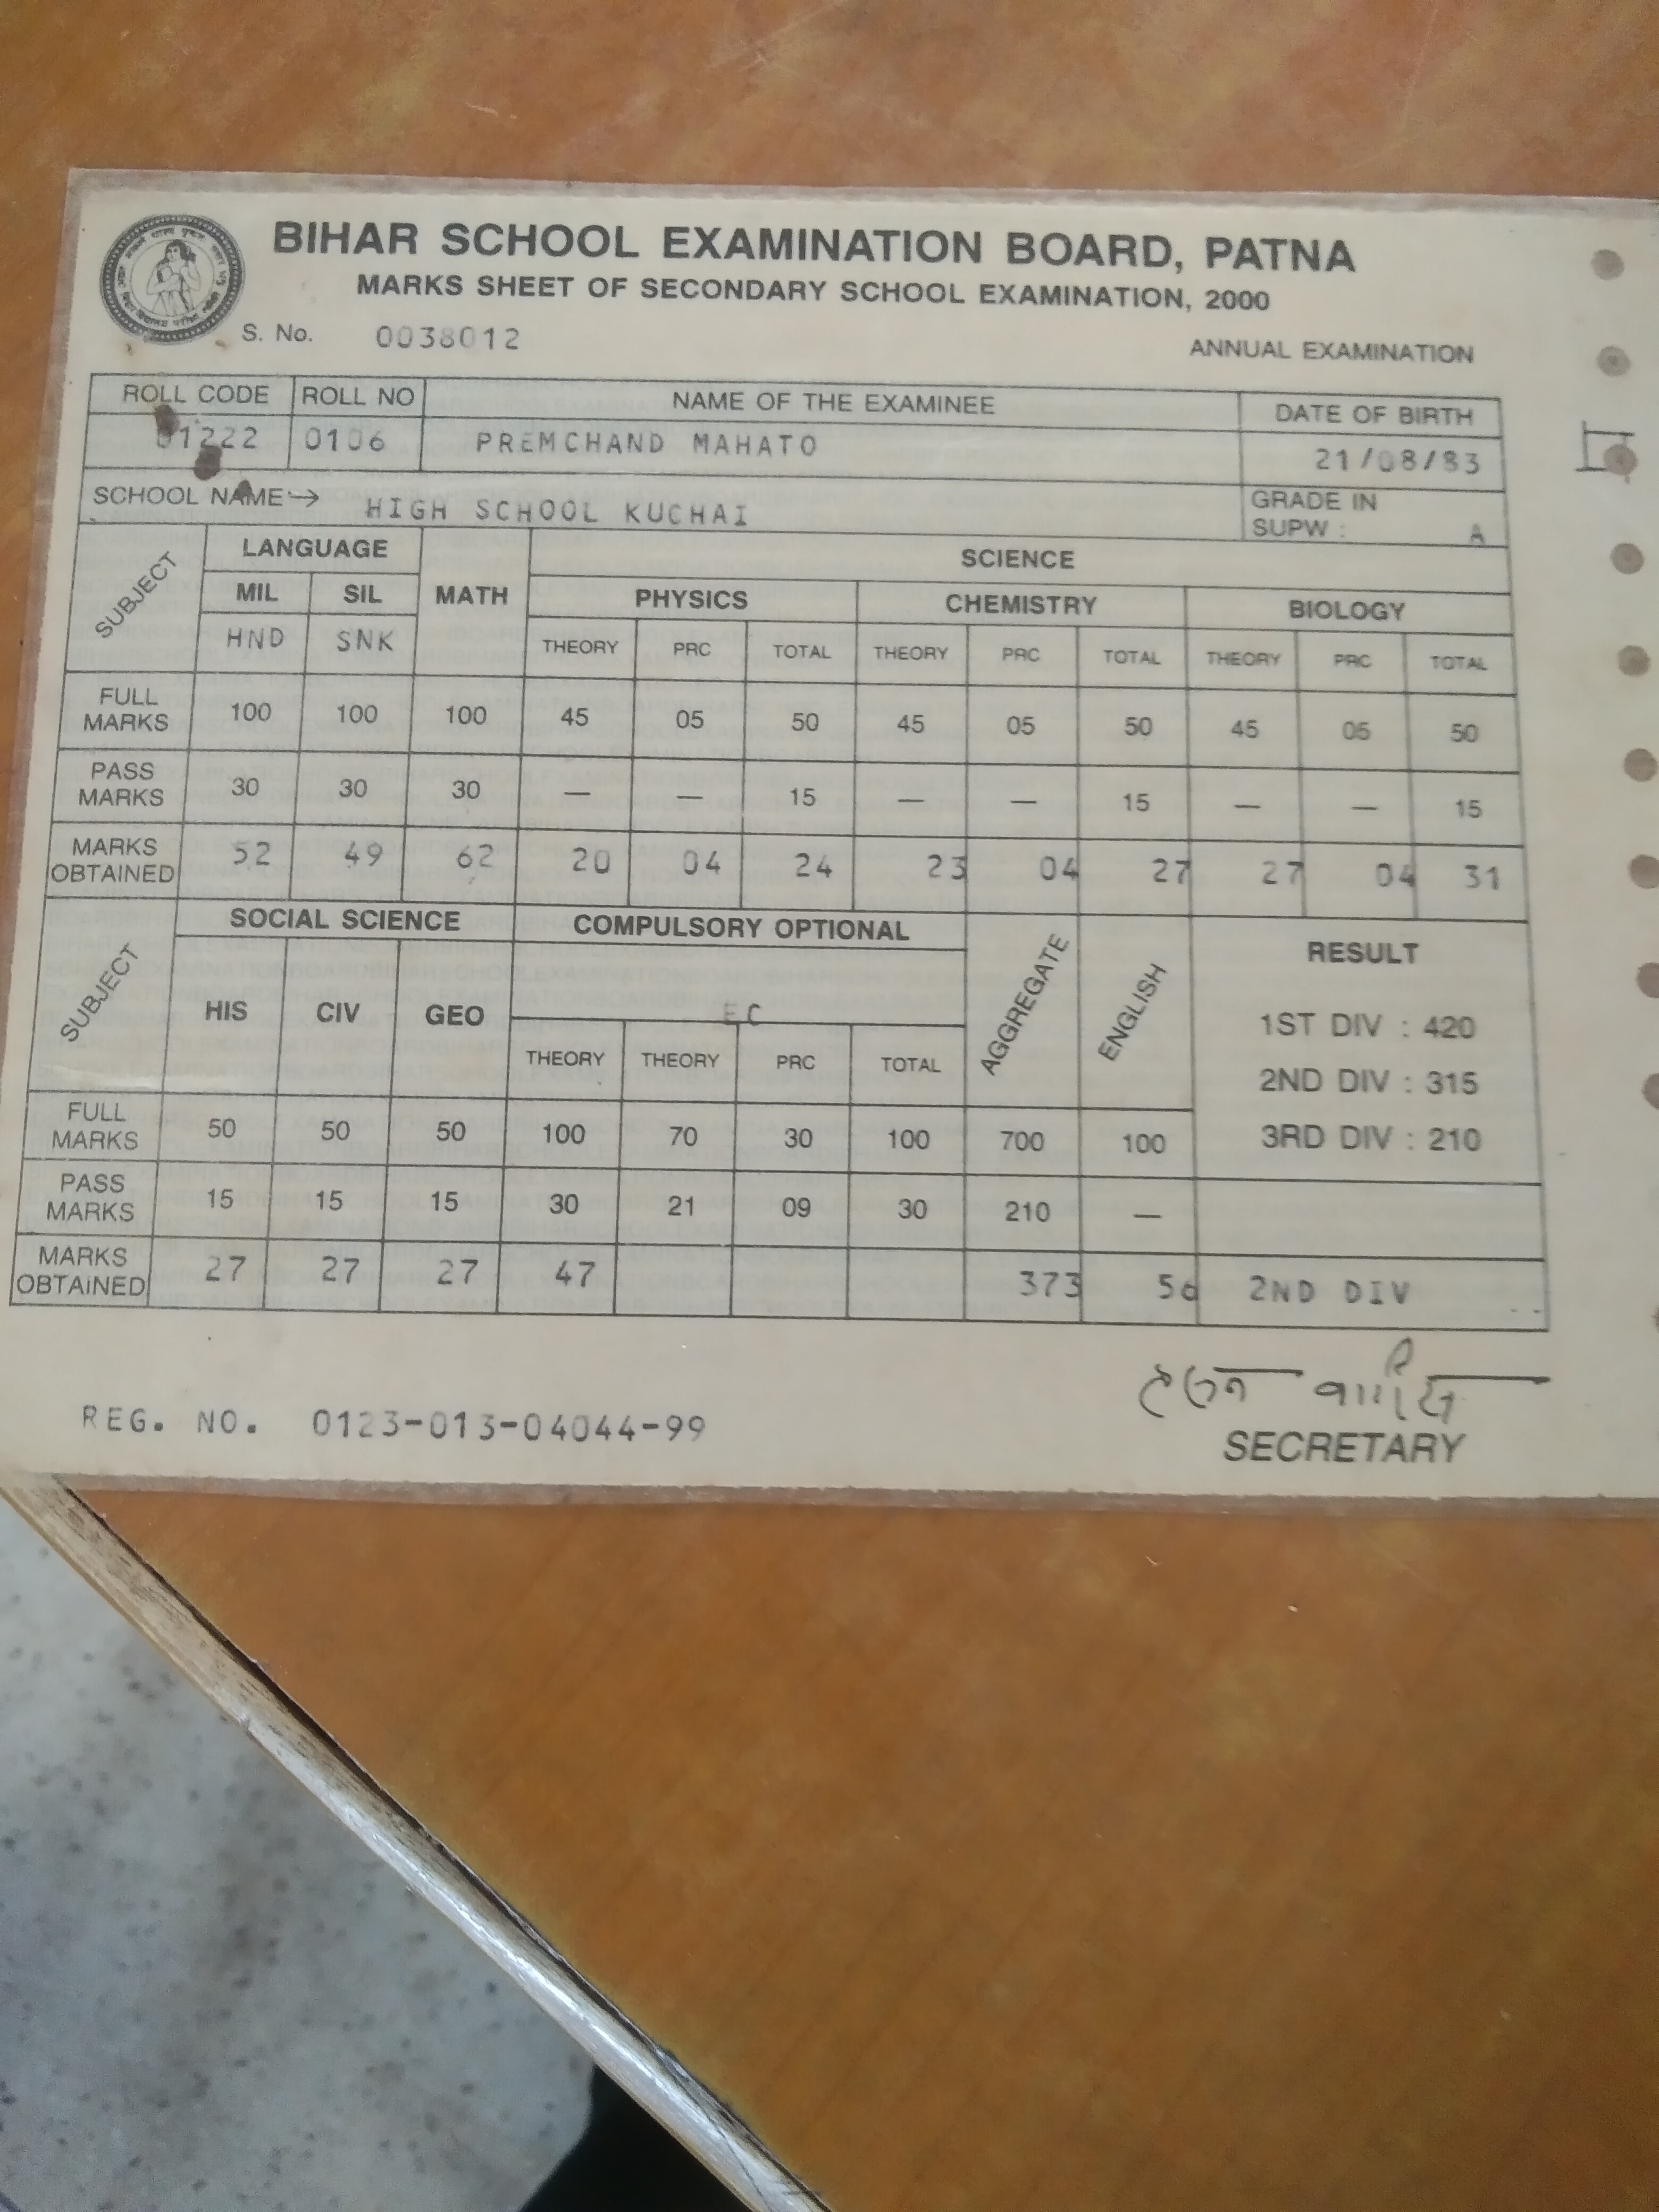 BIHAR SCHOOL EXAMINATION BOARD, PATNA
MARKS SHEET OF SECONDARY SCHOOL EXAMINATION, 2000
S. No. 0038012
ANNUAL EXAMINATION
ROLL CODE ROLL NO NAME OF THE EXAMINEE DATE OF BIRTH
01222 0106 PREMCHAND MAHATO 21/08/83
SCHOOL NAME→ HIGH SCHOOL KUCHAI GRADE IN SUPW : A
SUBJECT LANGUAGE MATH SCIENCE
MIL SIL PHYSICS CHEMISTRY BIOLOGY
HND SNK THEORY PRC TOTAL THEORY PRC TOTAL THEORY PRC TOTAL
FULL MARKS 100 100 100 45 05 50 45 05 50 45 05 50
PASS MARKS 30 30 30 — — 15 — — 15 — — 15
MARKS OBTAINED 52 49 62 20 04 24 23 04 27 27 04 31
SUBJECT SOCIAL SCIENCE COMPULSORY OPTIONAL AGGREGATE ENGLISH RESULT
HIS CIV GEO EC 1ST DIV : 420
THEORY THEORY PRC TOTAL 2ND DIV : 315
FULL MARKS 50 50 50 100 70 30 100 700 100 3RD DIV : 210
PASS MARKS 15 15 15 30 21 09 30 210 —
MARKS OBTAINED 27 27 27 47 373 56 2ND DIV
REG. NO. 0123-013-04044-99
SECRETARY